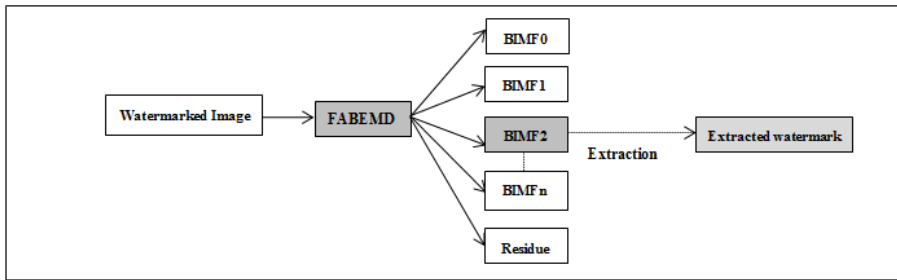 BIMF0
BIMF1
Watermarked Image
FABEMD
BIMF2
Extracted watermark
Extraction
BIMFn
Residue